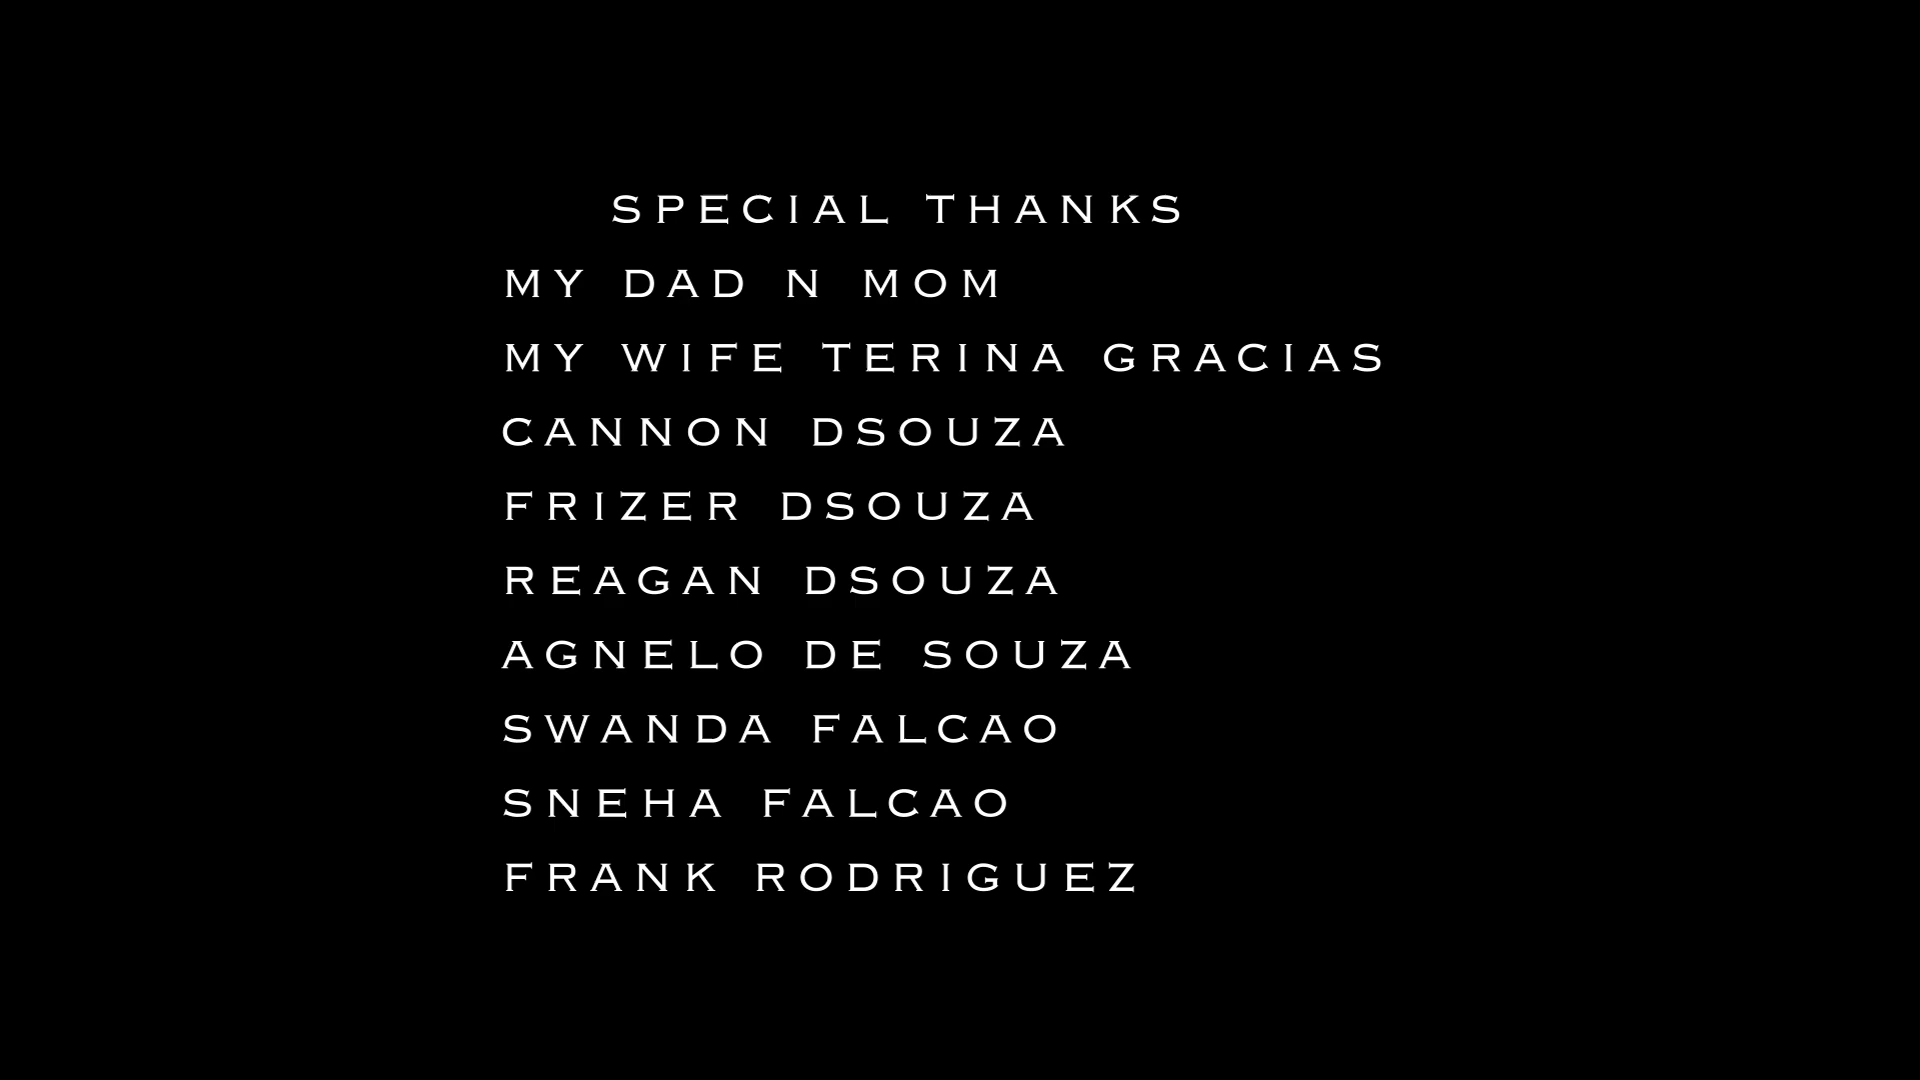 SPECIAL THANKS
MY DAD N MOM
MY WIFE TERINA GRACIAS
CANNON DSOUZA
FRIZER DSOUZA
REAGAN DSOUZA
AGNELO DE SOUZA
SWANDA FALCAO
SNEHA FALCAO
FRANK RODRIGUEZ